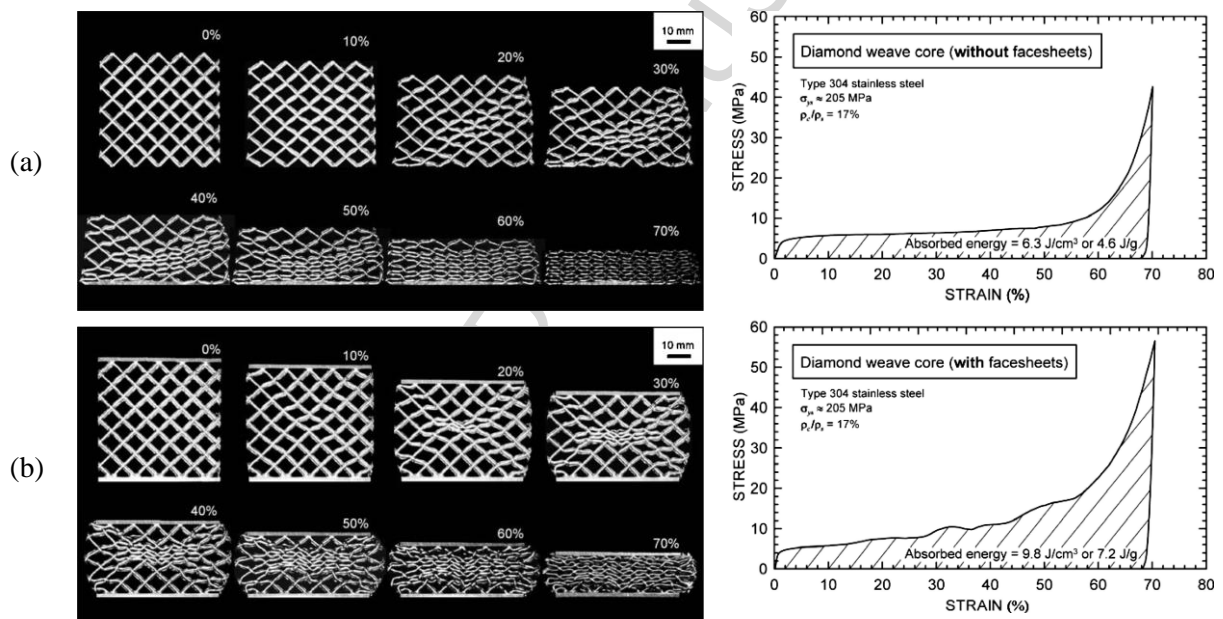 (a)
0%
10%
20%
30%
10 mm
40%
50%
60%
70%
60
50
40
30
20
10
0
STRESS (MPa)
Diamond weave core (without facesheets)
Type 304 stainless steel
σys ≈ 205 MPa
ρc/ρs = 17%
Absorbed energy = 6.3 J/cm³ or 4.6 J/g
0 10 20 30 40 50 60 70 80
STRAIN (%)
(b)
0%
10%
20%
30%
10 mm
40%
50%
60%
70%
60
50
40
30
20
10
0
STRESS (MPa)
Diamond weave core (with facesheets)
Type 304 stainless steel
σys ≈ 205 MPa
ρc/ρs = 17%
Absorbed energy = 9.8 J/cm³ or 7.2 J/g
0 10 20 30 40 50 60 70 80
STRAIN (%)